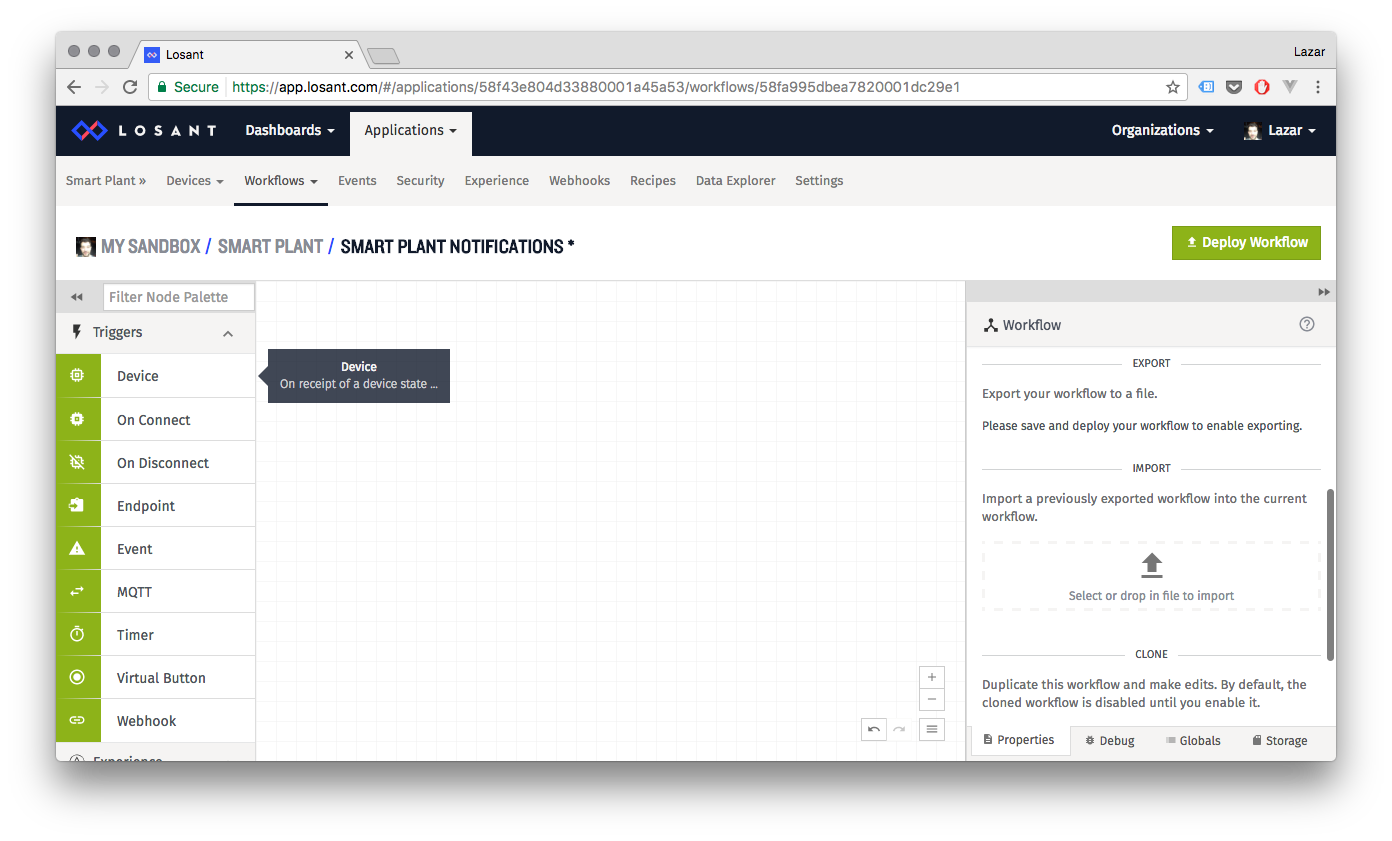 Losant
Lazar
Secure
https://app.losant.com/#/applications/58f43e804d33880001a45a53/workflows/58fa995dbea7820001dc29e1
LOSANT
Dashboards
Applications
Organizations
Lazar
Smart Plant »
Devices
Workflows
Events
Security
Experience
Webhooks
Recipes
Data Explorer
Settings
MY SANDBOX / SMART PLANT / SMART PLANT NOTIFICATIONS *
Deploy Workflow
Filter Node Palette
Triggers
Device
On Connect
On Disconnect
Endpoint
Event
MQTT
Timer
Virtual Button
Webhook
Experience
Device
On receipt of a device state ...
Workflow
EXPORT
Export your workflow to a file.
Please save and deploy your workflow to enable exporting.
IMPORT
Import a previously exported workflow into the current
workflow.
Select or drop in file to import
CLONE
Duplicate this workflow and make edits. By default, the
cloned workflow is disabled until you enable it.
Properties
Debug
Globals
Storage